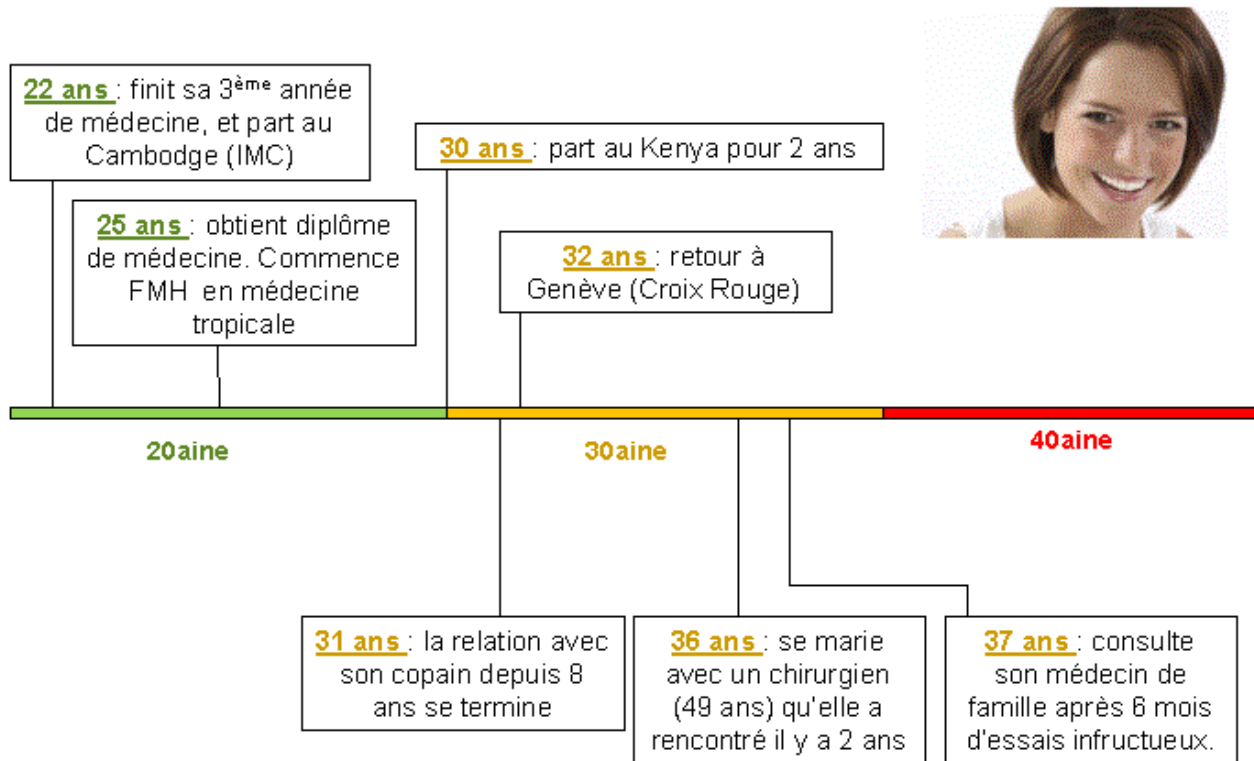 22 ans : finit sa 3ème année
de médecine, et part au
Cambodge (IMC)
30 ans : part au Kenya pour 2 ans
25 ans : obtient diplôme
de médecine. Commence
FMH en médecine
tropicale
32 ans : retour à
Genève (Croix Rouge)
20aine
30aine
40aine
31 ans : la relation avec
son copain depuis 8
ans se termine
36 ans : se marie
avec un chirurgien
(49 ans) qu'elle a
rencontré il y a 2 ans
37 ans : consulte
son médecin de
famille après 6 mois
d'essais infructueux.